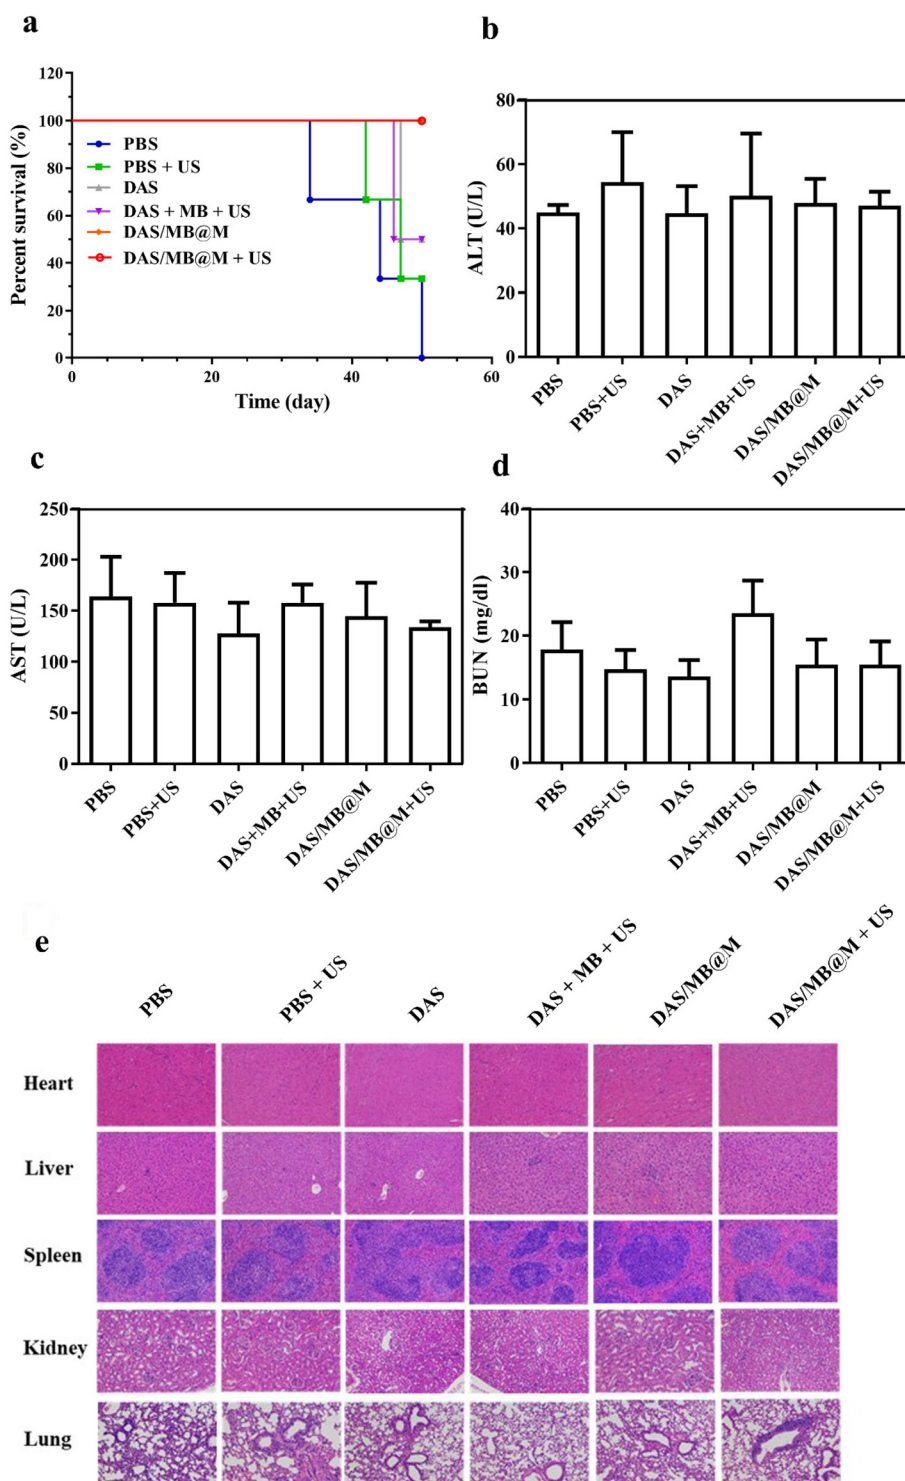 a
Percent survival (%)
120
100
80
60
40
20
0
0 20 40 60
Time (day)
PBS
PBS + US
DAS
DAS + MB + US
DAS/MB@M
DAS/MB@M + US
b
ALT (U/L)
80
60
40
20
0
PBS
PBS+US
DAS
DAS+MB+US
DAS/MB@M
DAS/MB@M+US
c
AST (U/L)
250
200
150
100
50
0
PBS
PBS+US
DAS
DAS+MB+US
DAS/MB@M
DAS/MB@M+US
d
BUN (mg/dl)
40
30
20
10
0
PBS
PBS+US
DAS
DAS+MB+US
DAS/MB@M
DAS/MB@M+US
e
PBS
PBS + US
DAS
DAS + MB + US
DAS/MB@M
DAS/MB@M + US
Heart
Liver
Spleen
Kidney
Lung